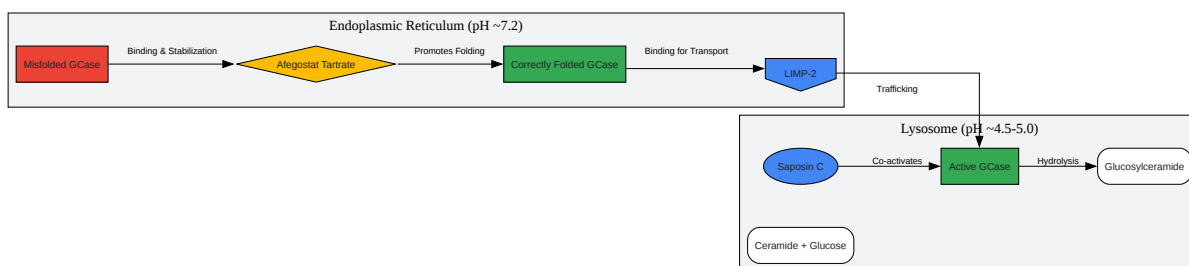 Endoplasmic Reticulum (pH ~7.2)
Misfolded GCase
Binding & Stabilization
Afegostat Tartrate
Promotes Folding
Correctly Folded GCase
Binding for Transport
LIMP-2
Trafficking
Lysosome (pH ~4.5-5.0)
Saposin C
Co-activates
Active GCase
Hydrolysis
Glucosylceramide
Ceramide + Glucose